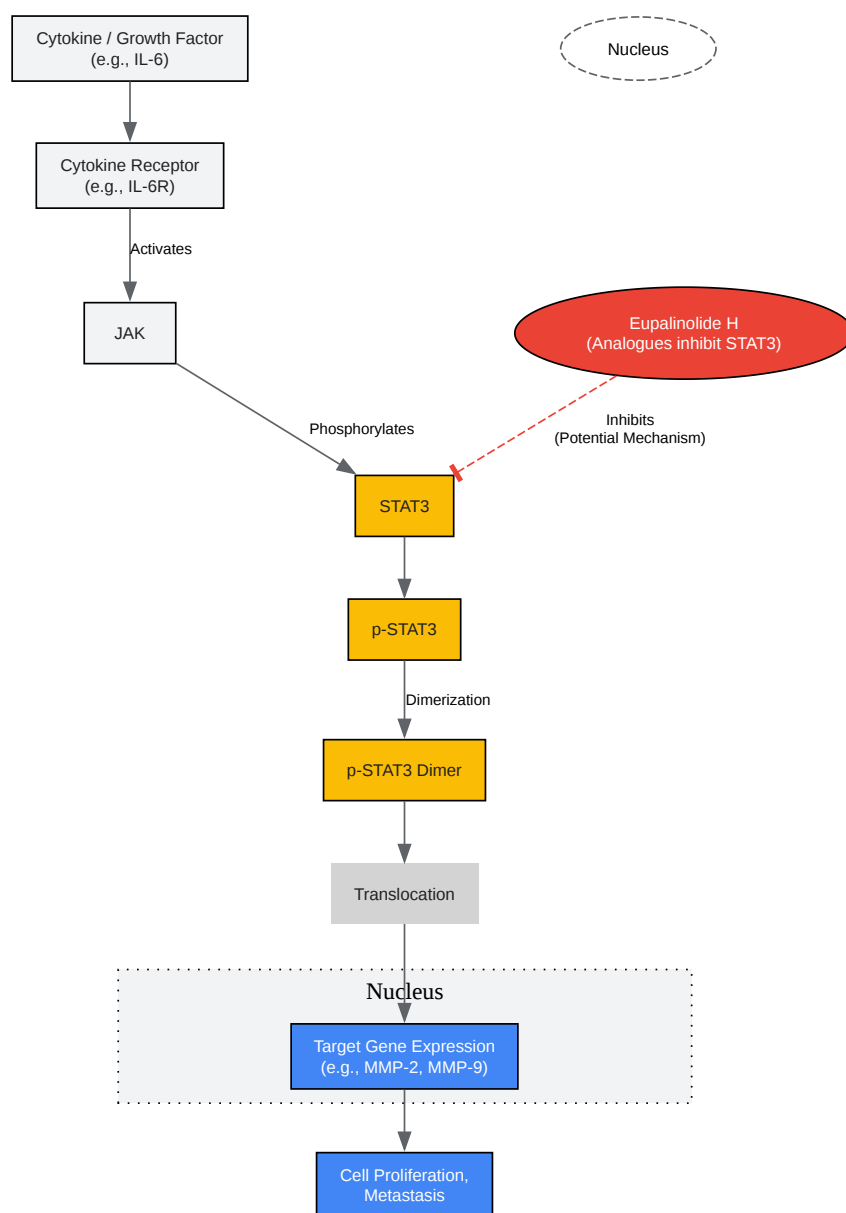 Cytokine / Growth Factor
(e.g., IL-6)
Nucleus
Cytokine Receptor
(e.g., IL-6R)
Activates
JAK
Eupalinolide H
(Analogues inhibit STAT3)
Phosphorylates
Inhibits
(Potential Mechanism)
STAT3
p-STAT3
Dimerization
p-STAT3 Dimer
Translocation
Nucleus
Target Gene Expression
(e.g., MMP-2, MMP-9)
Cell Proliferation,
Metastasis